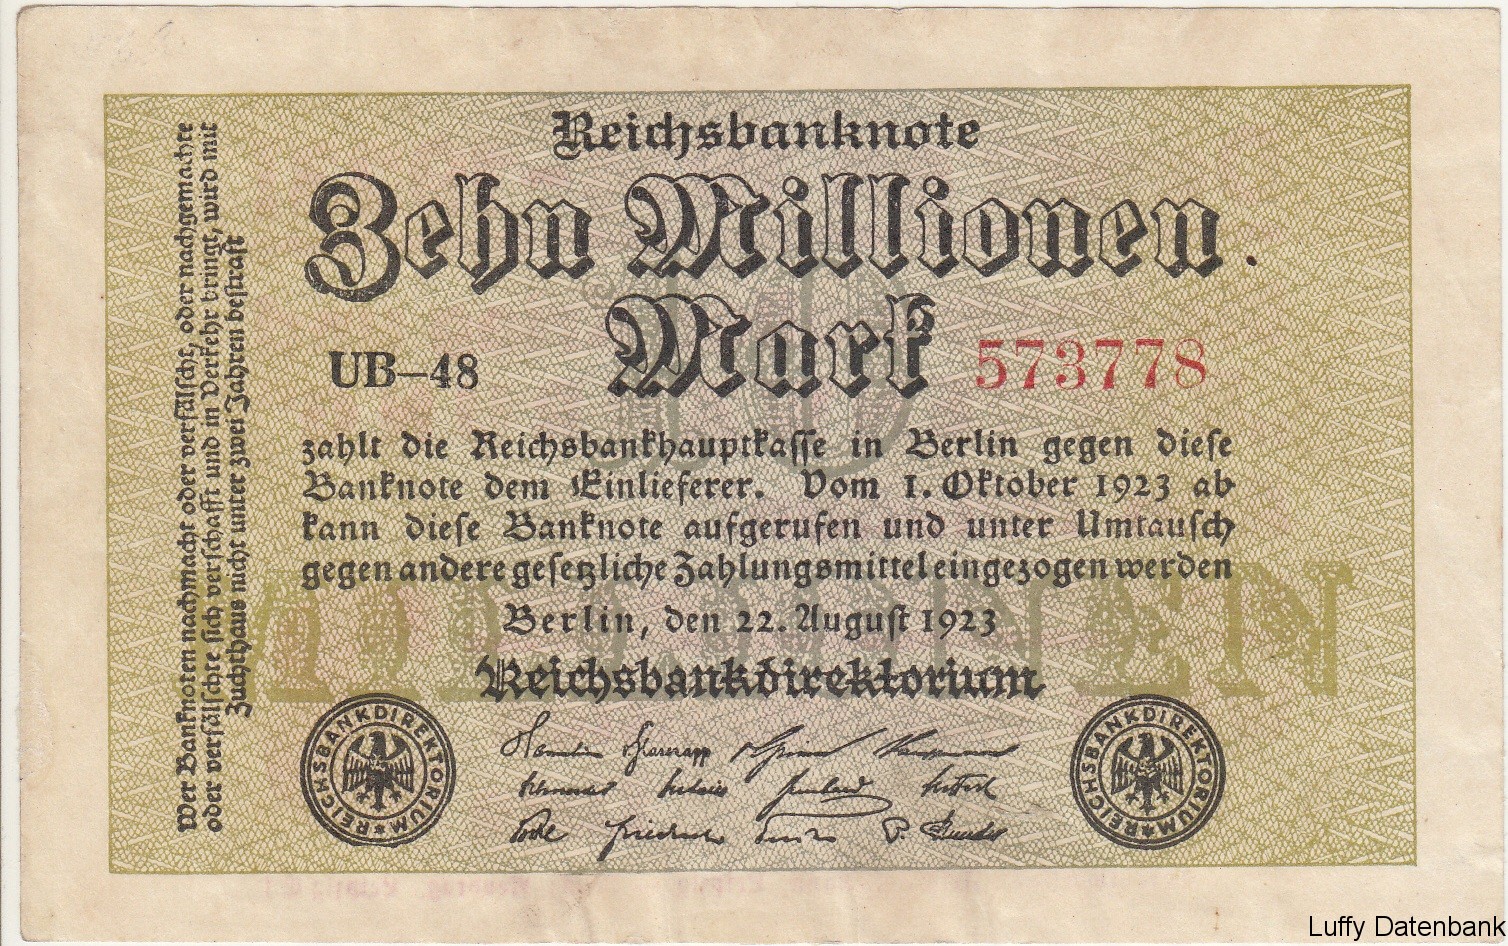 Reichsbanknote
Zehn Millionen
Mark
UB–48
573778
zahlt die Reichsbankhauptkasse in Berlin gegen diese
Banknote dem Einlieferer. Vom 1. Oktober 1923 ab
kann diese Banknote aufgerufen und unter Umtausch
gegen andere gesetzliche Zahlungsmittel eingezogen werden
Berlin, den 22. August 1923
Reichsbankdirektorium
REICHSBANKDIREKTORIUM
REICHSBANKDIREKTORIUM
Wer Banknoten nachmacht oder verfälscht, oder nachgemachte
oder verfälschte sich verschafft und in Verkehr bringt, wird mit
Zuchthaus nicht unter zwei Jahren bestraft
10
MILLIONEN
Luffy Datenbank